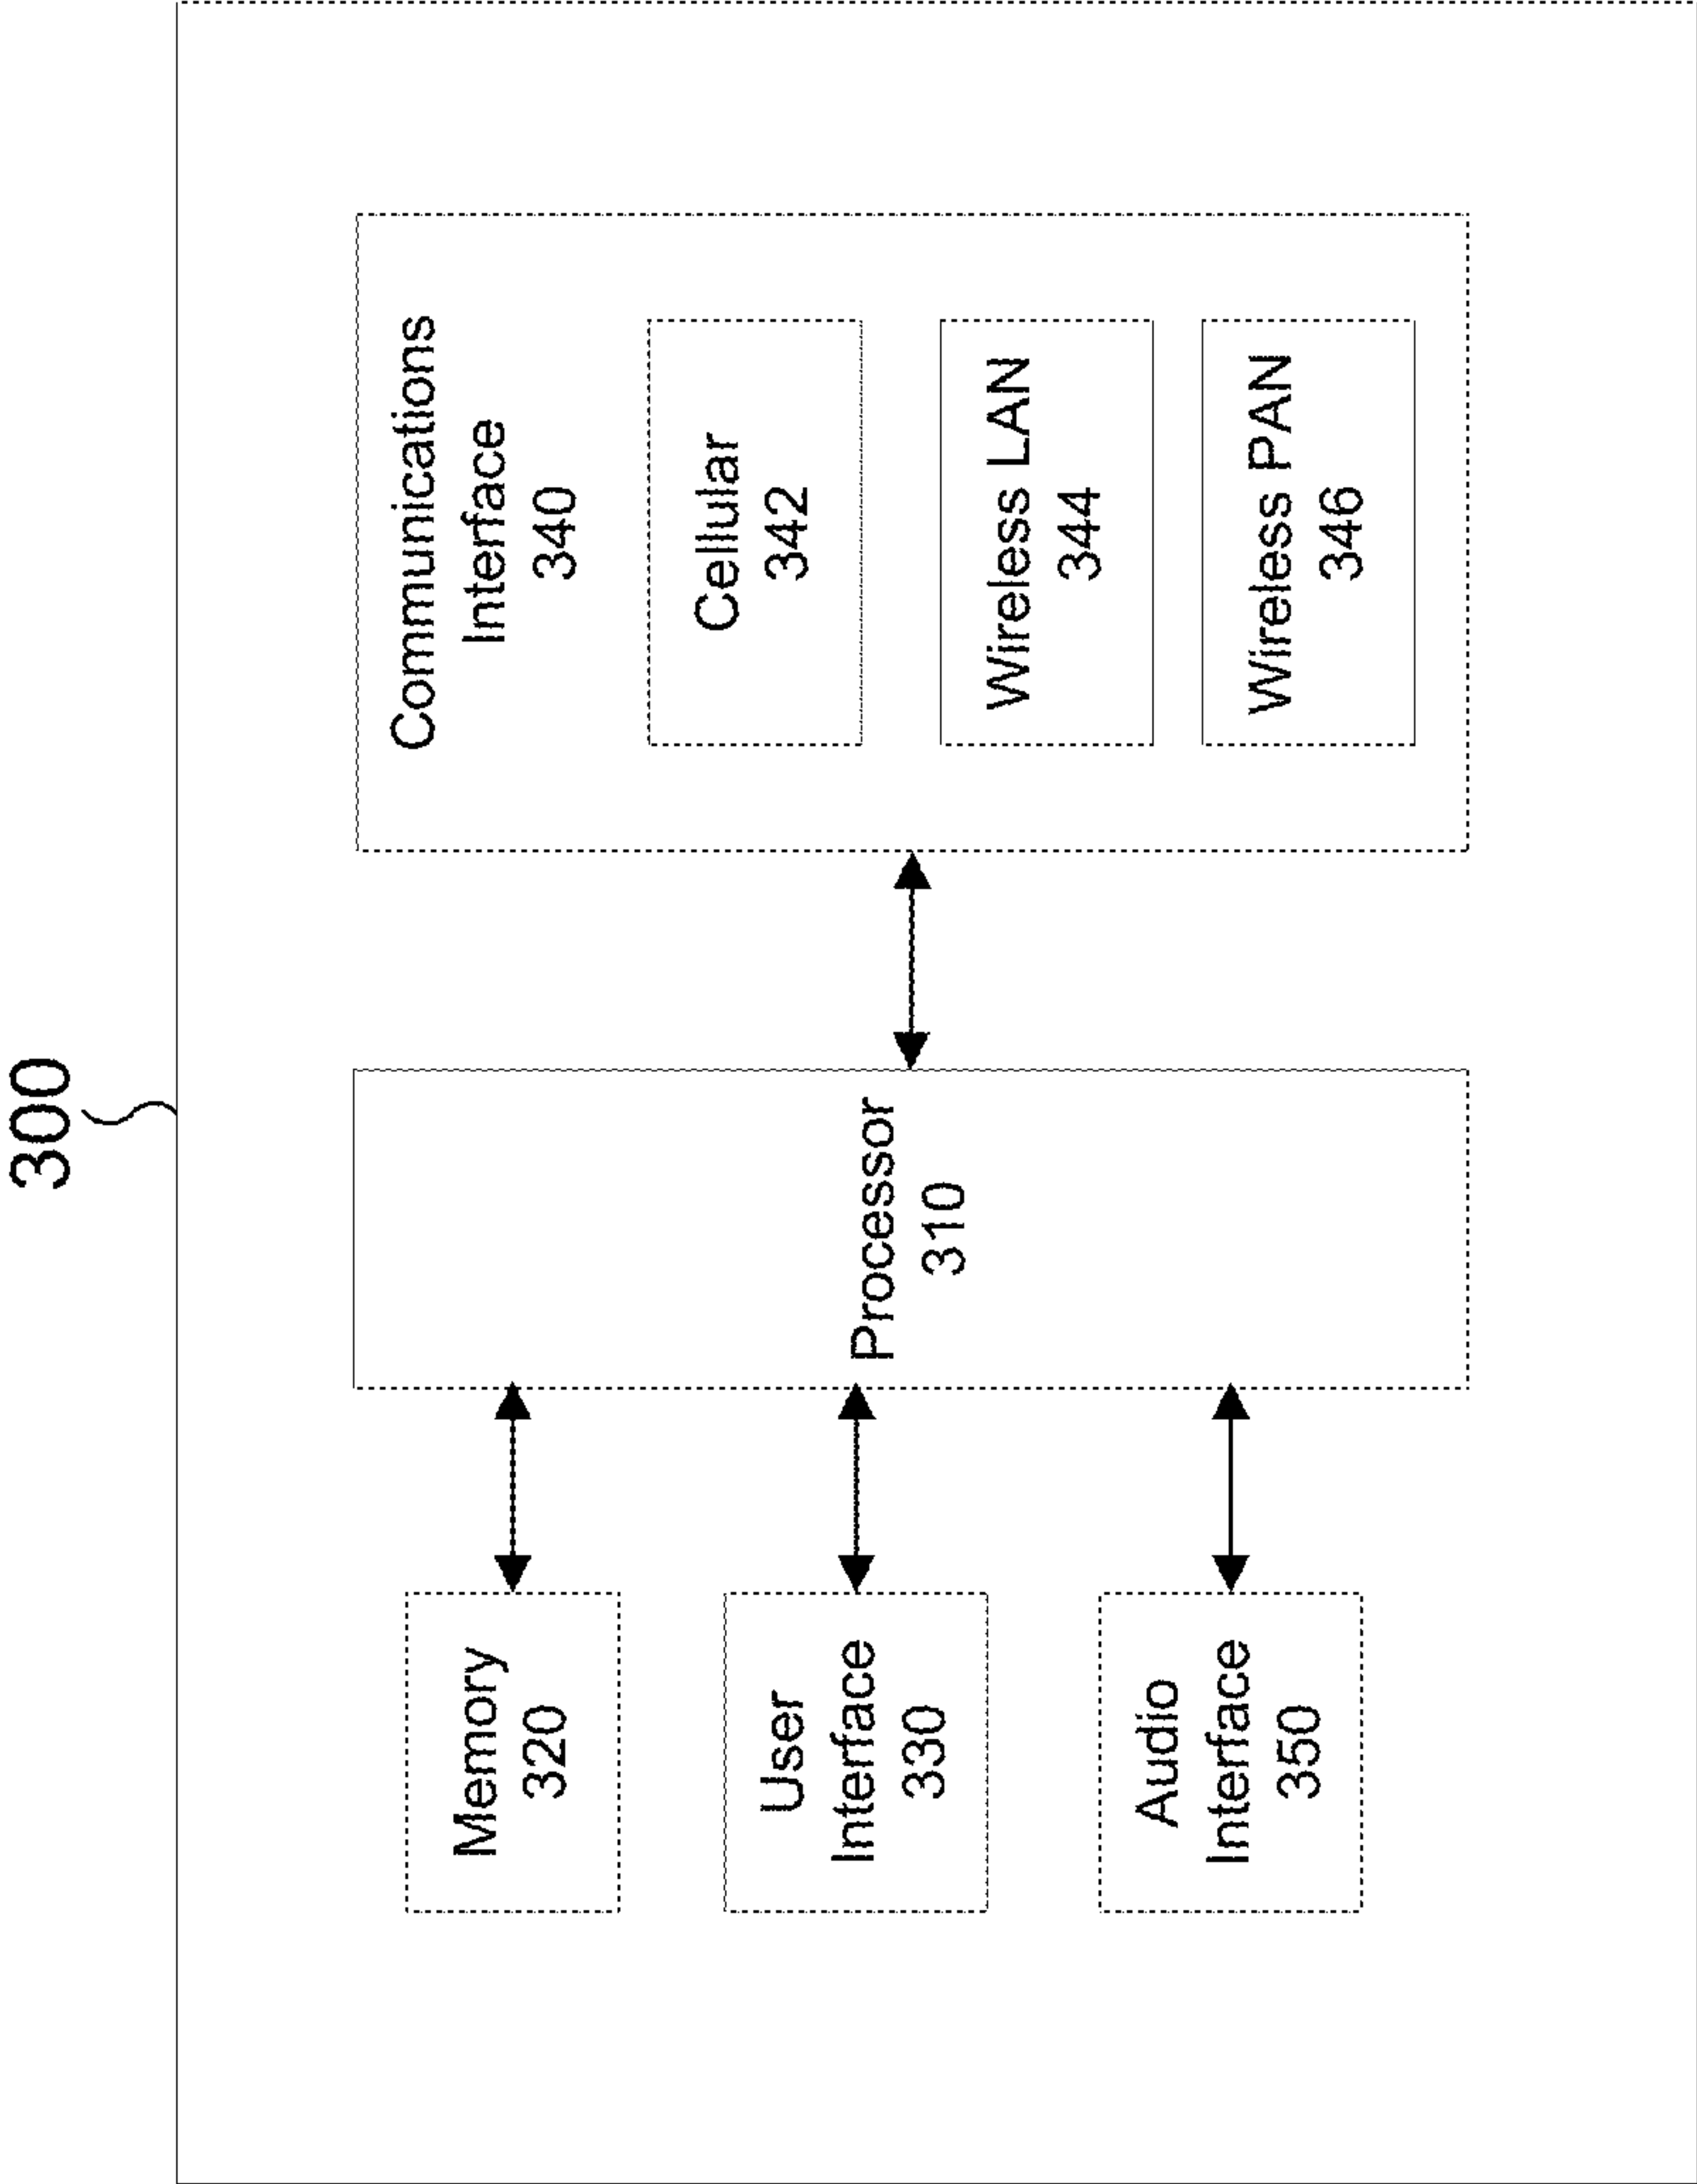 300
Memory
320
User
Interface
330
Audio
Interface
350
Processor
310
Communications
Interface
340
Cellular
342
Wireless LAN
344
Wireless PAN
346